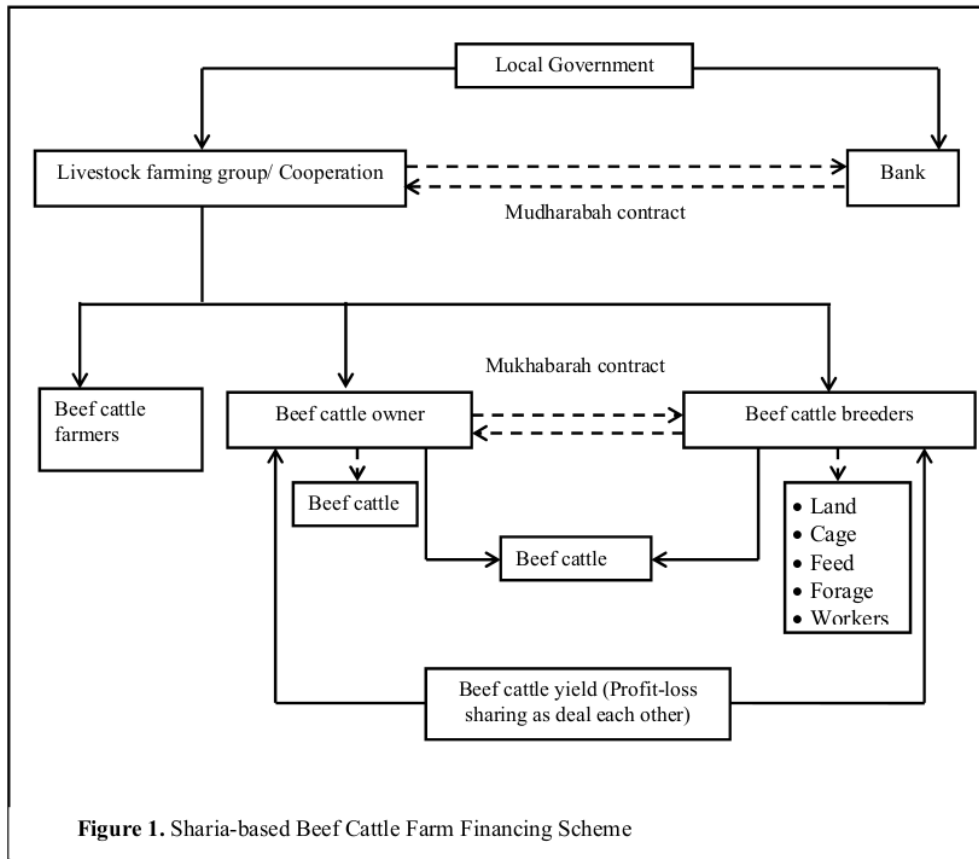 Local Government
Livestock farming group/ Cooperation
Bank
Mudharabah contract
Mukhabarah contract
Beef cattle
farmers
Beef cattle owner
Beef cattle breeders
Beef cattle
• Land
• Cage
• Feed
• Forage
• Workers
Beef cattle
Beef cattle yield (Profit-loss
sharing as deal each other)
Figure 1. Sharia-based Beef Cattle Farm Financing Scheme